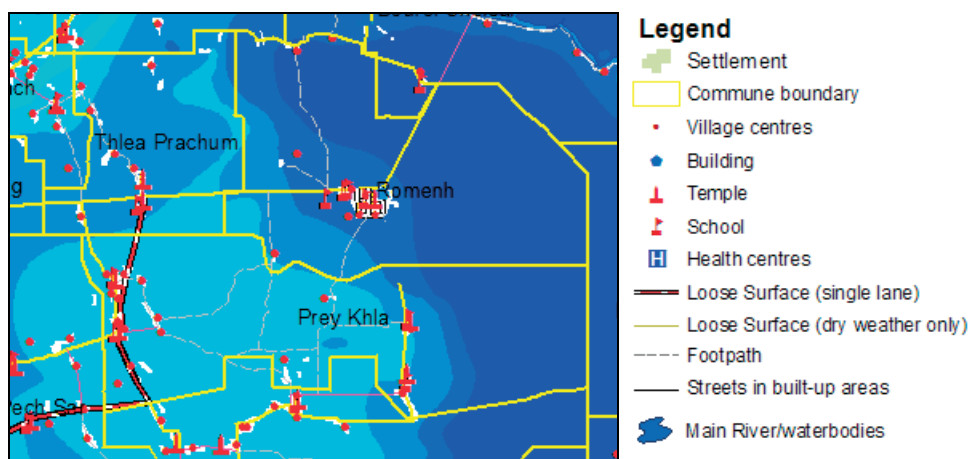 ach
Thlea Prachum
g
Romenh
Prey Khla
Pech Sar
Legend
Settlement
Commune boundary
Village centres
Building
Temple
School
H Health centres
Loose Surface (single lane)
Loose Surface (dry weather only)
Footpath
Streets in built-up areas
Main River/waterbodies